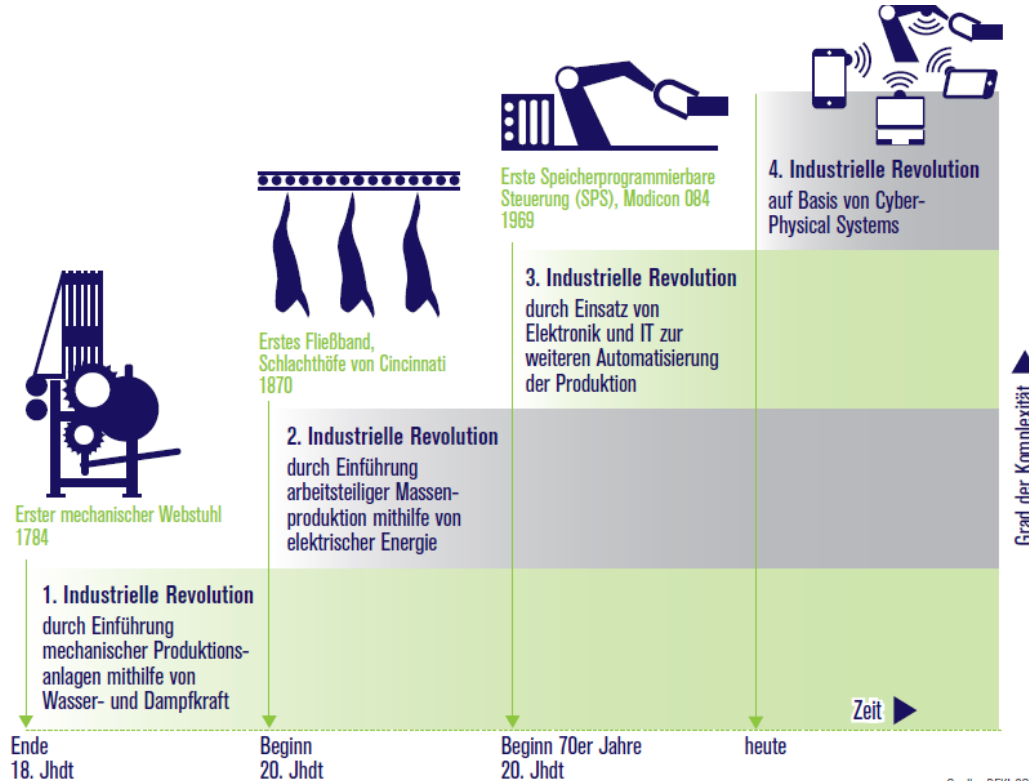 Erster mechanischer Webstuhl
1784
1. Industrielle Revolution
durch Einführung
mechanischer Produktions-
anlagen mithilfe von
Wasser- und Dampfkraft
Ende
18. Jhdt
Erstes Fließband,
Schlachthöfe von Cincinnati
1870
2. Industrielle Revolution
durch Einführung
arbeitsteiliger Massen-
produktion mithilfe von
elektrischer Energie
Beginn
20. Jhdt
Erste Speicherprogrammierbare
Steuerung (SPS), Modicon 084
1969
3. Industrielle Revolution
durch Einsatz von
Elektronik und IT zur
weiteren Automatisierung
der Produktion
Beginn 70er Jahre
20. Jhdt
4. Industrielle Revolution
auf Basis von Cyber-
Physical Systems
heute
Zeit
Grad der Komplexität